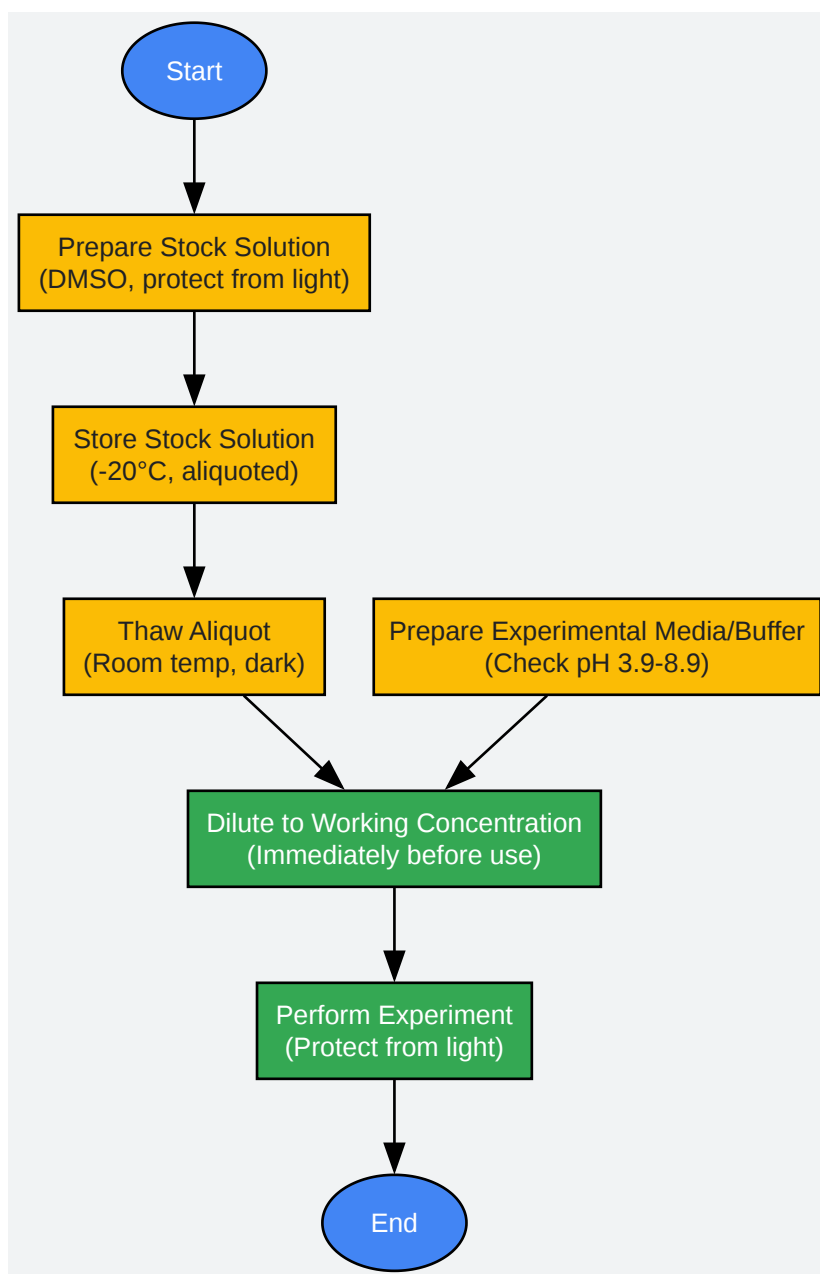 Start
Prepare Stock Solution
(DMSO, protect from light)
Store Stock Solution
(-20°C, aliquoted)
Thaw Aliquot
(Room temp, dark)
Prepare Experimental Media/Buffer
(Check pH 3.9-8.9)
Dilute to Working Concentration
(Immediately before use)
Perform Experiment
(Protect from light)
End